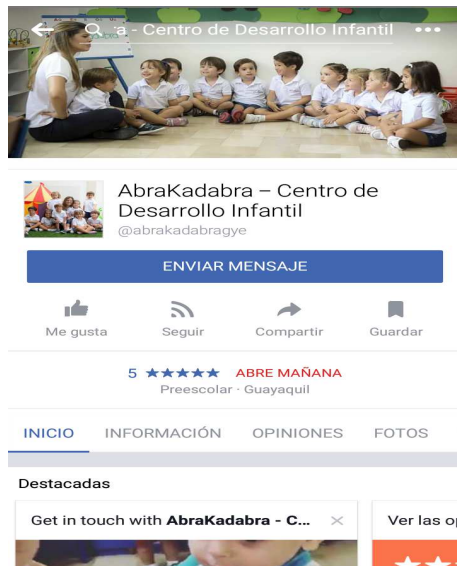 a - Centro de Desarrollo Infantil
AbraKadabra – Centro de
Desarrollo Infantil
@abrakadabragye
ENVIAR MENSAJE
Me gusta
Seguir
Compartir
Guardar
5 ★★★★★ ABRE MAÑANA
Preescolar · Guayaquil
INICIO
INFORMACIÓN
OPINIONES
FOTOS
Destacadas
Get in touch with AbraKadabra - C...
Ver las op